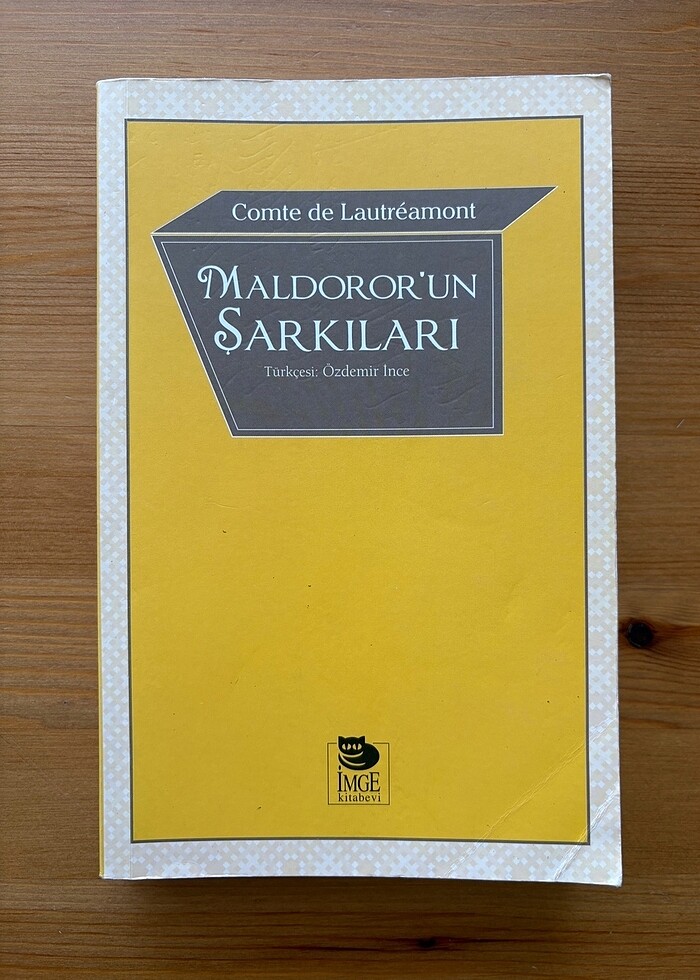 Comte de Lautréamont
MALDOROR'UN
ŞARKILARI
Türkçesi: Özdemir İnce
İMGE
kitabevi